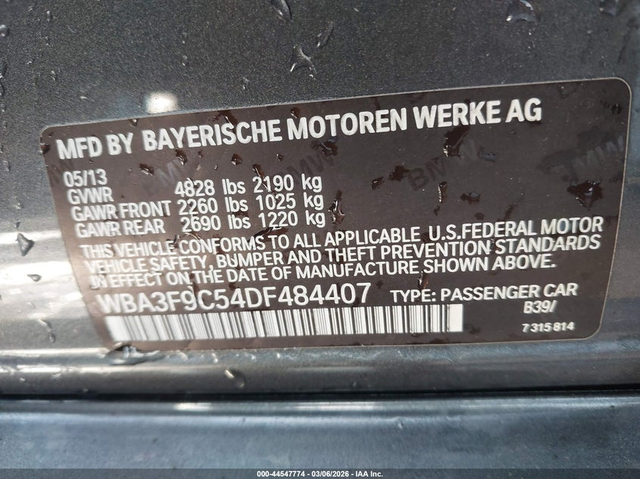 MFD BY BAYERISCHE MOTOREN WERKE AG
05/13
GVWR 4828 lbs 2190 kg
GAWR FRONT 2260 lbs 1025 kg
GAWR REAR 2690 lbs 1220 kg
THIS VEHICLE CONFORMS TO ALL APPLICABLE U.S.FEDERAL MOTOR
VEHICLE SAFETY, BUMPER AND THEFT PREVENTION STANDARDS
IN EFFECT ON THE DATE OF MANUFACTURE SHOWN ABOVE.
WBA3F9C54DF484407 TYPE: PASSENGER CAR
B39/
7 315 814
000-44547774 | 03/06/2026 | IAA Inc.